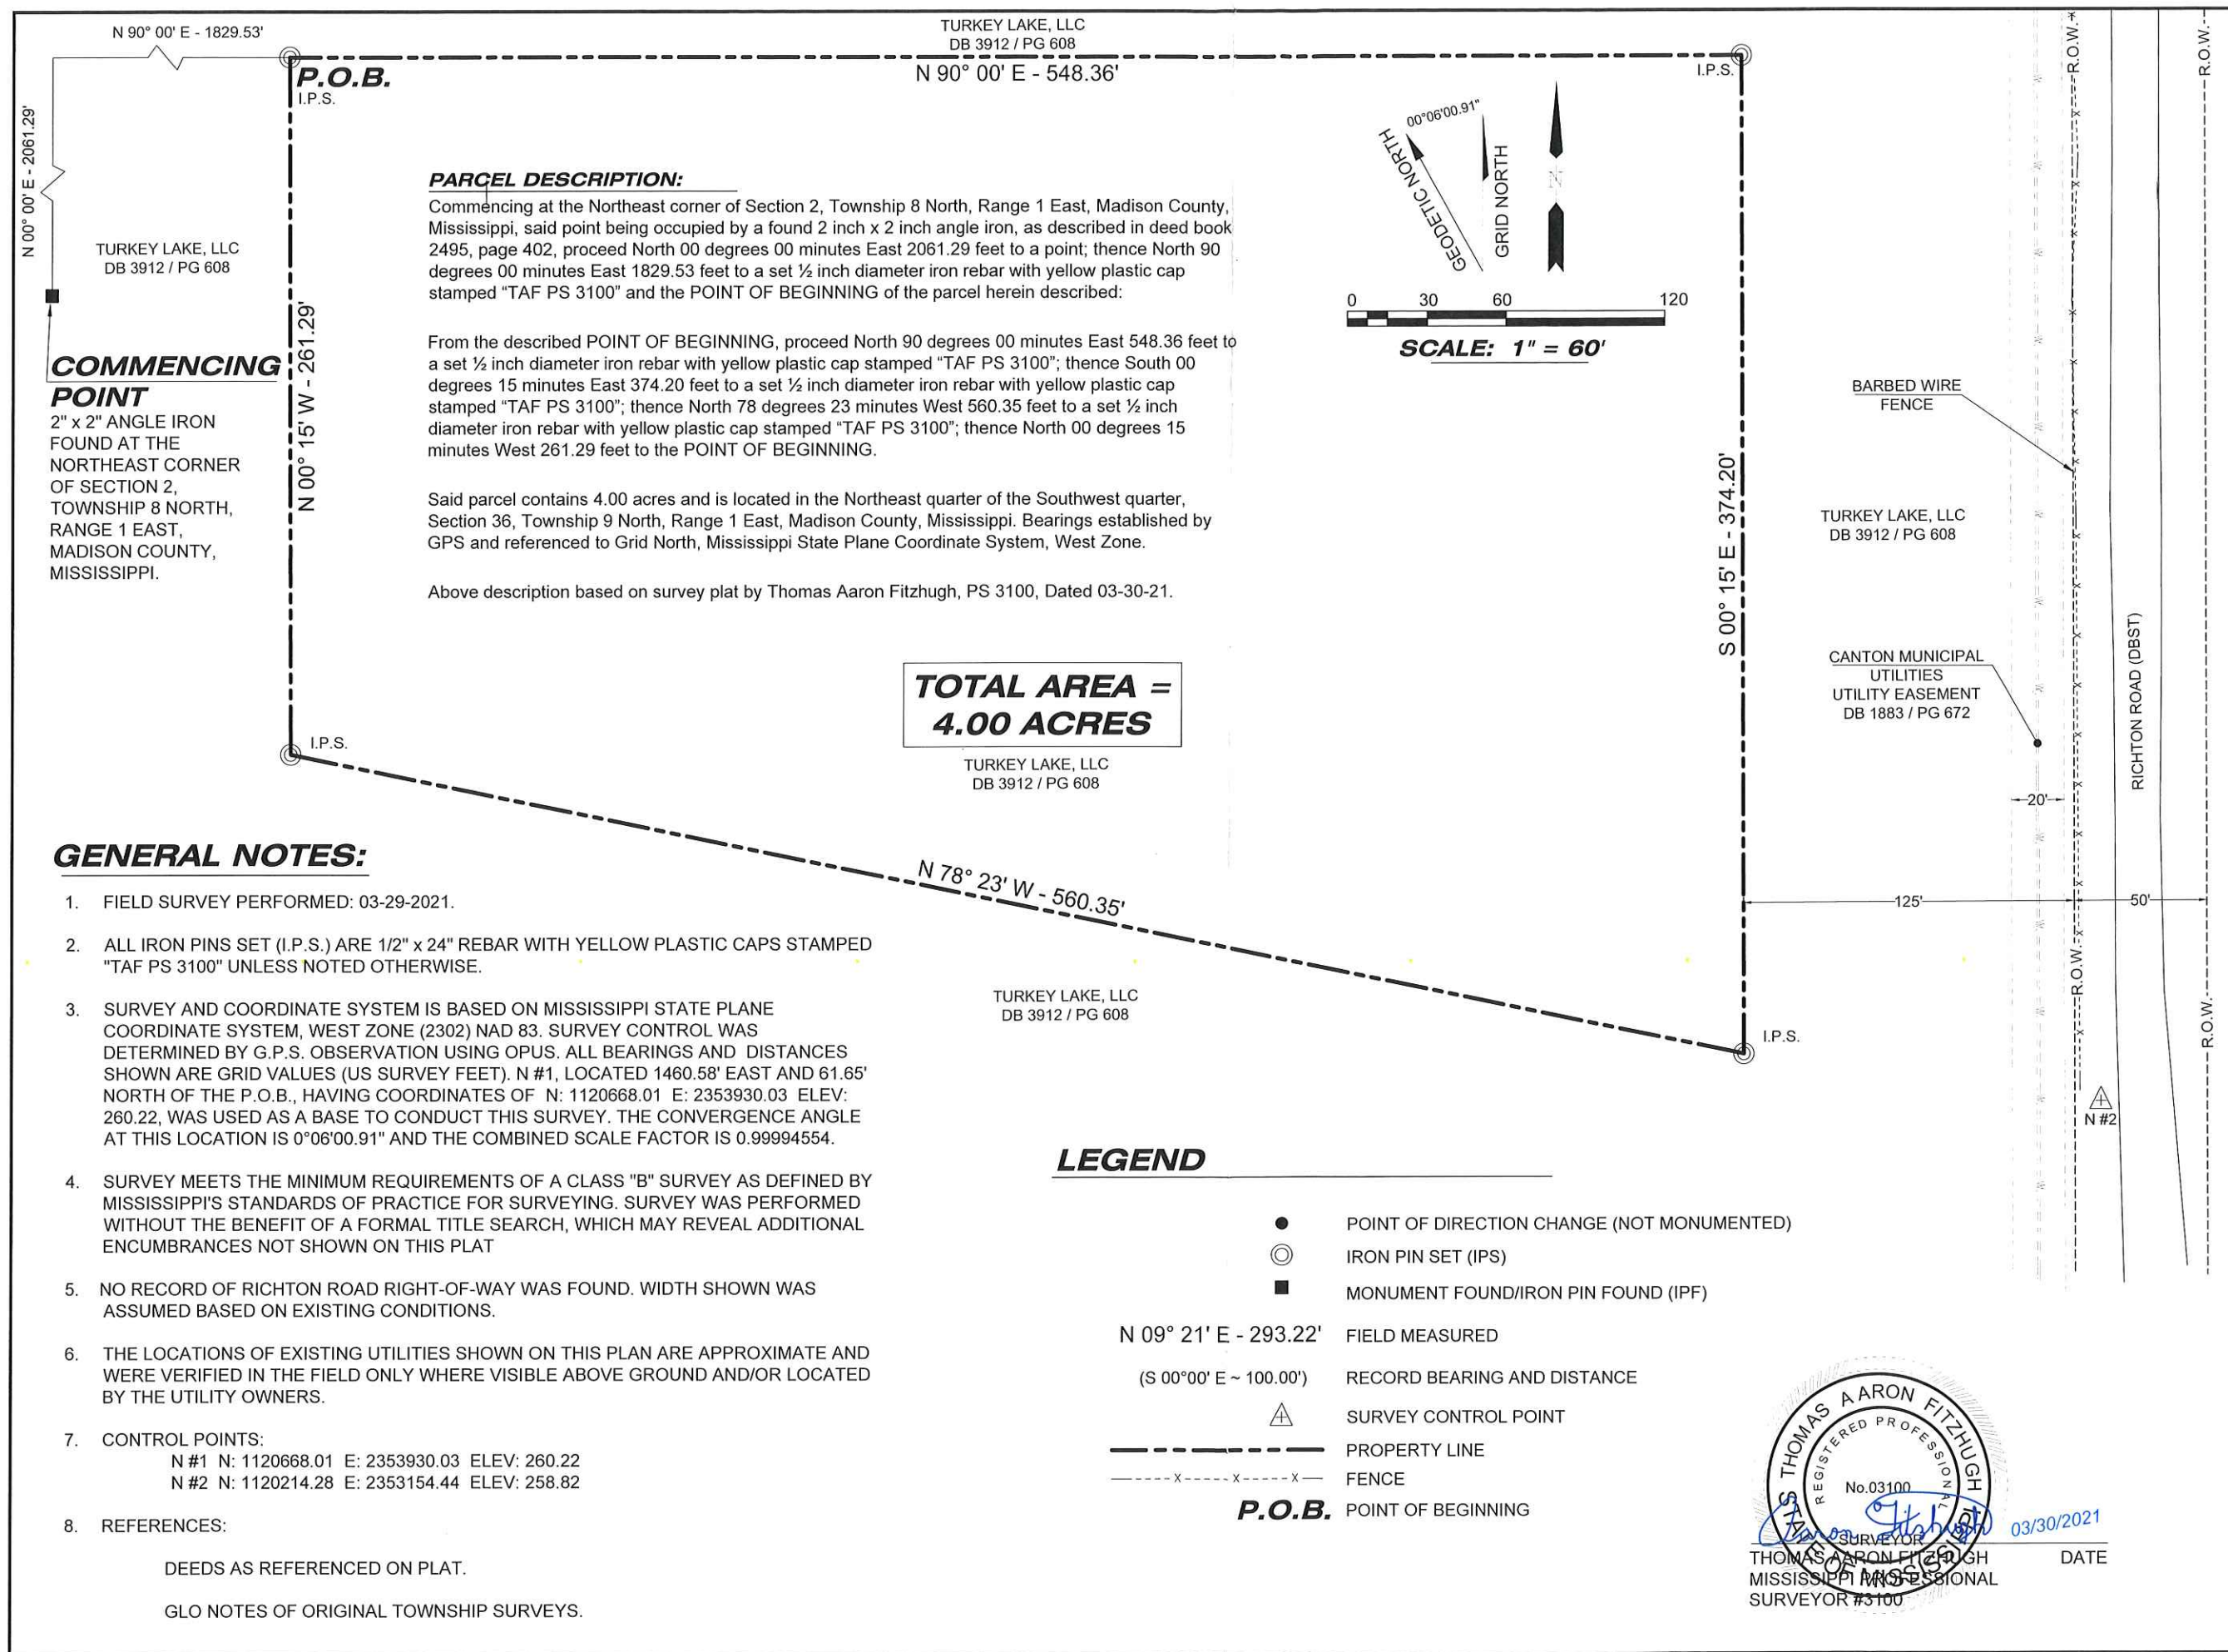 N 90° 00' E - 1829.53'
TURKEY LAKE, LLC
DB 3912 / PG 608
N 90° 00' E - 548.36'
P.O.B.
I.P.S.
I.P.S.
R.O.W.
R.O.W.
N 00° 00' E - 2061.29'
TURKEY LAKE, LLC
DB 3912 / PG 608
COMMENCING
POINT
2" x 2" ANGLE IRON
FOUND AT THE
NORTHEAST CORNER
OF SECTION 2,
TOWNSHIP 8 NORTH,
RANGE 1 EAST,
MADISON COUNTY,
MISSISSIPPI.
N 00° 15' W - 261.29'
PARCEL DESCRIPTION:
Commencing at the Northeast corner of Section 2, Township 8 North, Range 1 East, Madison County,
Mississippi, said point being occupied by a found 2 inch x 2 inch angle iron, as described in deed book
2495, page 402, proceed North 00 degrees 00 minutes East 2061.29 feet to a point; thence North 90
degrees 00 minutes East 1829.53 feet to a set ½ inch diameter iron rebar with yellow plastic cap
stamped “TAF PS 3100” and the POINT OF BEGINNING of the parcel herein described:
From the described POINT OF BEGINNING, proceed North 90 degrees 00 minutes East 548.36 feet to
a set ½ inch diameter iron rebar with yellow plastic cap stamped “TAF PS 3100”; thence South 00
degrees 15 minutes East 374.20 feet to a set ½ inch diameter iron rebar with yellow plastic cap
stamped “TAF PS 3100”; thence North 78 degrees 23 minutes West 560.35 feet to a set ½ inch
diameter iron rebar with yellow plastic cap stamped “TAF PS 3100”; thence North 00 degrees 15
minutes West 261.29 feet to the POINT OF BEGINNING.
Said parcel contains 4.00 acres and is located in the Northeast quarter of the Southwest quarter,
Section 36, Township 9 North, Range 1 East, Madison County, Mississippi. Bearings established by
GPS and referenced to Grid North, Mississippi State Plane Coordinate System, West Zone.
Above description based on survey plat by Thomas Aaron Fitzhugh, PS 3100, Dated 03-30-21.
00°06'00.91"
GEODETIC NORTH
GRID NORTH
N
0 30 60 120
SCALE: 1" = 60'
S 00° 15' E - 374.20'
BARBED WIRE
FENCE
TURKEY LAKE, LLC
DB 3912 / PG 608
CANTON MUNICIPAL
UTILITIES
UTILITY EASEMENT
DB 1883 / PG 672
RICHTON ROAD (DBST)
20'
125'
50'
R.O.W.
R.O.W.
N #2
TOTAL AREA =
4.00 ACRES
TURKEY LAKE, LLC
DB 3912 / PG 608
I.P.S.
N 78° 23' W - 560.35'
TURKEY LAKE, LLC
DB 3912 / PG 608
I.P.S.
GENERAL NOTES:
1. FIELD SURVEY PERFORMED: 03-29-2021.
2. ALL IRON PINS SET (I.P.S.) ARE 1/2" x 24" REBAR WITH YELLOW PLASTIC CAPS STAMPED
"TAF PS 3100" UNLESS NOTED OTHERWISE.
3. SURVEY AND COORDINATE SYSTEM IS BASED ON MISSISSIPPI STATE PLANE
COORDINATE SYSTEM, WEST ZONE (2302) NAD 83. SURVEY CONTROL WAS
DETERMINED BY G.P.S. OBSERVATION USING OPUS. ALL BEARINGS AND DISTANCES
SHOWN ARE GRID VALUES (US SURVEY FEET). N #1, LOCATED 1460.58' EAST AND 61.65'
NORTH OF THE P.O.B., HAVING COORDINATES OF N: 1120668.01 E: 2353930.03 ELEV:
260.22, WAS USED AS A BASE TO CONDUCT THIS SURVEY. THE CONVERGENCE ANGLE
AT THIS LOCATION IS 0°06'00.91" AND THE COMBINED SCALE FACTOR IS 0.99994554.
4. SURVEY MEETS THE MINIMUM REQUIREMENTS OF A CLASS "B" SURVEY AS DEFINED BY
MISSISSIPPI'S STANDARDS OF PRACTICE FOR SURVEYING. SURVEY WAS PERFORMED
WITHOUT THE BENEFIT OF A FORMAL TITLE SEARCH, WHICH MAY REVEAL ADDITIONAL
ENCUMBRANCES NOT SHOWN ON THIS PLAT
5. NO RECORD OF RICHTON ROAD RIGHT-OF-WAY WAS FOUND. WIDTH SHOWN WAS
ASSUMED BASED ON EXISTING CONDITIONS.
6. THE LOCATIONS OF EXISTING UTILITIES SHOWN ON THIS PLAN ARE APPROXIMATE AND
WERE VERIFIED IN THE FIELD ONLY WHERE VISIBLE ABOVE GROUND AND/OR LOCATED
BY THE UTILITY OWNERS.
7. CONTROL POINTS:
N #1 N: 1120668.01 E: 2353930.03 ELEV: 260.22
N #2 N: 1120214.28 E: 2353154.44 ELEV: 258.82
8. REFERENCES:
DEEDS AS REFERENCED ON PLAT.
GLO NOTES OF ORIGINAL TOWNSHIP SURVEYS.
LEGEND
POINT OF DIRECTION CHANGE (NOT MONUMENTED)
IRON PIN SET (IPS)
MONUMENT FOUND/IRON PIN FOUND (IPF)
N 09° 21' E - 293.22' FIELD MEASURED
(S 00°00' E ~ 100.00') RECORD BEARING AND DISTANCE
SURVEY CONTROL POINT
PROPERTY LINE
x x x FENCE
P.O.B. POINT OF BEGINNING
THOMAS AARON FITZHUGH
REGISTERED PROFESSIONAL
No.03100
SURVEYOR
STATE OF MISSISSIPPI
Aaron Fitzhugh
03/30/2021
THOMAS AARON FITZHUGH DATE
MISSISSIPPI PROFESSIONAL
SURVEYOR #3100